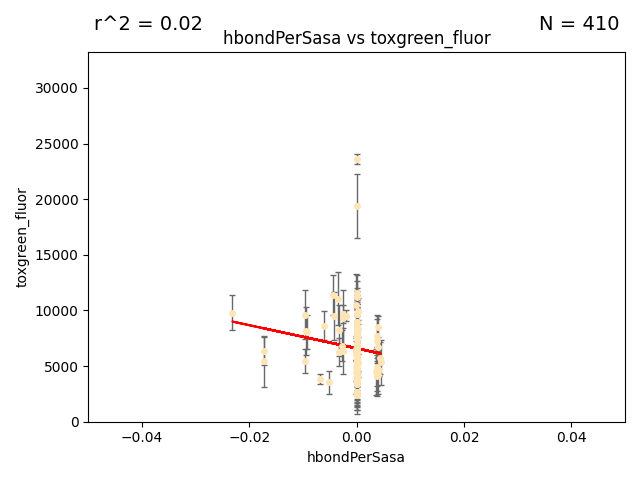 r^2 = 0.02
N = 410
hbondPerSasa vs toxgreen_fluor
30000
25000
20000
15000
10000
5000
0
toxgreen_fluor
−0.04
−0.02
0.00
0.02
0.04
hbondPerSasa